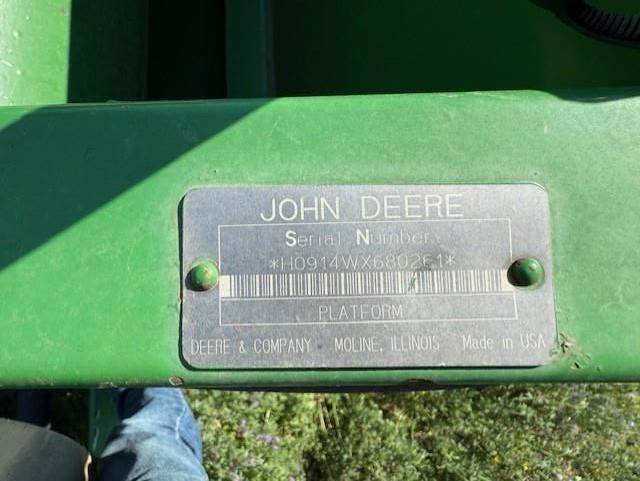 JOHN DEERE
Serial Number
*H0914WX680261*
PLATFORM
DEERE & COMPANY MOLINE, ILLINOIS Made in USA